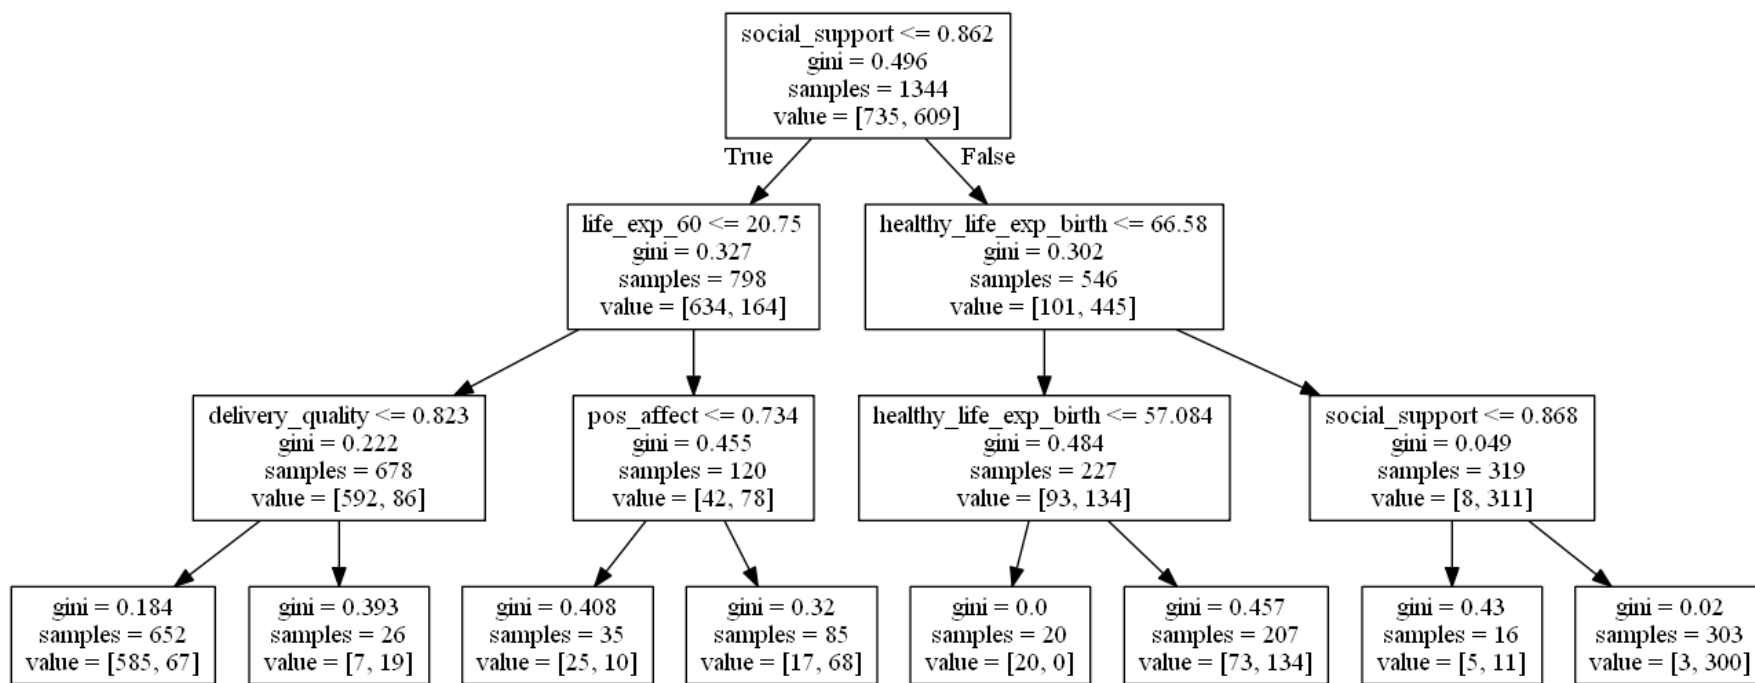 social_support <= 0.862
gini = 0.496
samples = 1344
value = [735, 609]
True
False
life_exp_60 <= 20.75
gini = 0.327
samples = 798
value = [634, 164]
healthy_life_exp_birth <= 66.58
gini = 0.302
samples = 546
value = [101, 445]
delivery_quality <= 0.823
gini = 0.222
samples = 678
value = [592, 86]
pos_affect <= 0.734
gini = 0.455
samples = 120
value = [42, 78]
healthy_life_exp_birth <= 57.084
gini = 0.484
samples = 227
value = [93, 134]
social_support <= 0.868
gini = 0.049
samples = 319
value = [8, 311]
gini = 0.184
samples = 652
value = [585, 67]
gini = 0.393
samples = 26
value = [7, 19]
gini = 0.408
samples = 35
value = [25, 10]
gini = 0.32
samples = 85
value = [17, 68]
gini = 0.0
samples = 20
value = [20, 0]
gini = 0.457
samples = 207
value = [73, 134]
gini = 0.43
samples = 16
value = [5, 11]
gini = 0.02
samples = 303
value = [3, 300]